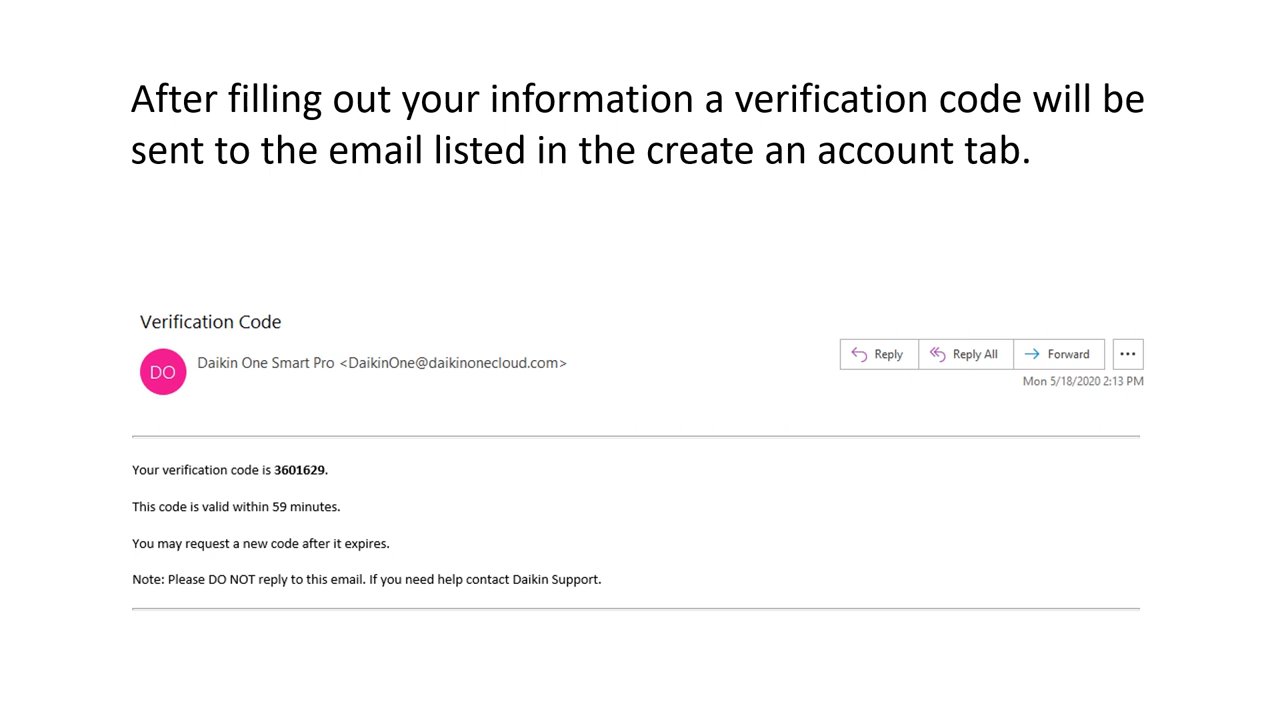 After filling out your information a verification code will be
sent to the email listed in the create an account tab.
Verification Code
DO
Daikin One Smart Pro <DaikinOne@daikinonecloud.com>
Reply Reply All Forward ...
Mon 5/18/2020 2:13 PM
Your verification code is 3601629.
This code is valid within 59 minutes.
You may request a new code after it expires.
Note: Please DO NOT reply to this email. If you need help contact Daikin Support.